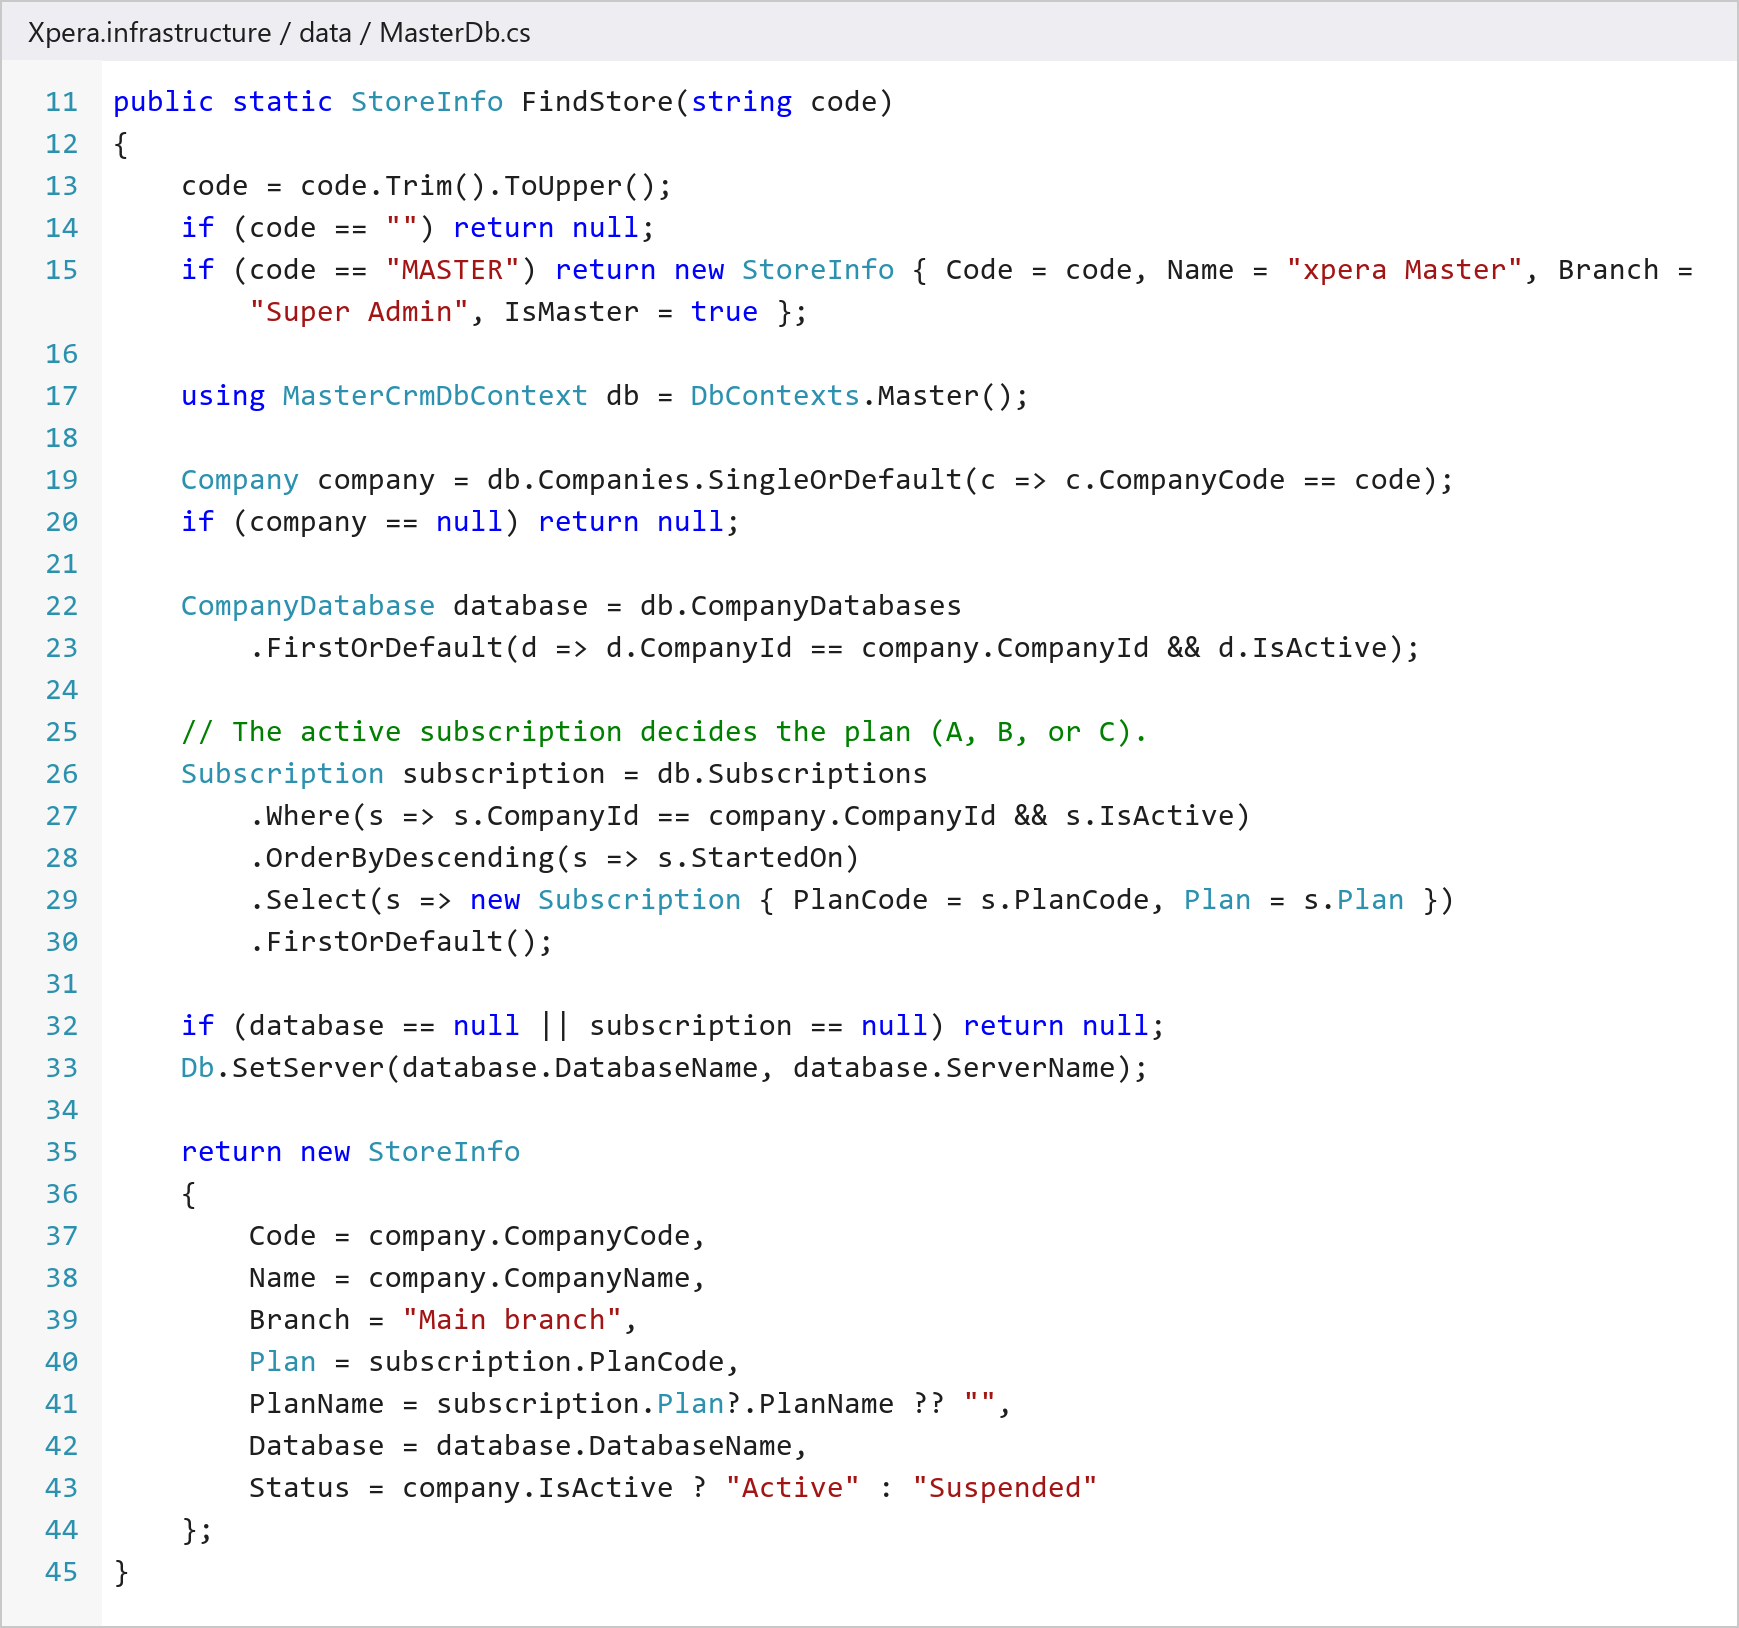 Xpera.infrastructure / data / MasterDb.cs
11 public static StoreInfo FindStore(string code)
12 {
13     code = code.Trim().ToUpper();
14     if (code == "") return null;
15     if (code == "MASTER") return new StoreInfo { Code = code, Name = "xpera Master", Branch =
        "Super Admin", IsMaster = true };
16
17     using MasterCrmDbContext db = DbContexts.Master();
18
19     Company company = db.Companies.SingleOrDefault(c => c.CompanyCode == code);
20     if (company == null) return null;
21
22     CompanyDatabase database = db.CompanyDatabases
23         .FirstOrDefault(d => d.CompanyId == company.CompanyId && d.IsActive);
24
25     // The active subscription decides the plan (A, B, or C).
26     Subscription subscription = db.Subscriptions
27         .Where(s => s.CompanyId == company.CompanyId && s.IsActive)
28         .OrderByDescending(s => s.StartedOn)
29         .Select(s => new Subscription { PlanCode = s.PlanCode, Plan = s.Plan })
30         .FirstOrDefault();
31
32     if (database == null || subscription == null) return null;
33     Db.SetServer(database.DatabaseName, database.ServerName);
34
35     return new StoreInfo
36     {
37         Code = company.CompanyCode,
38         Name = company.CompanyName,
39         Branch = "Main branch",
40         Plan = subscription.PlanCode,
41         PlanName = subscription.Plan?.PlanName ?? "",
42         Database = database.DatabaseName,
43         Status = company.IsActive ? "Active" : "Suspended"
44     };
45 }